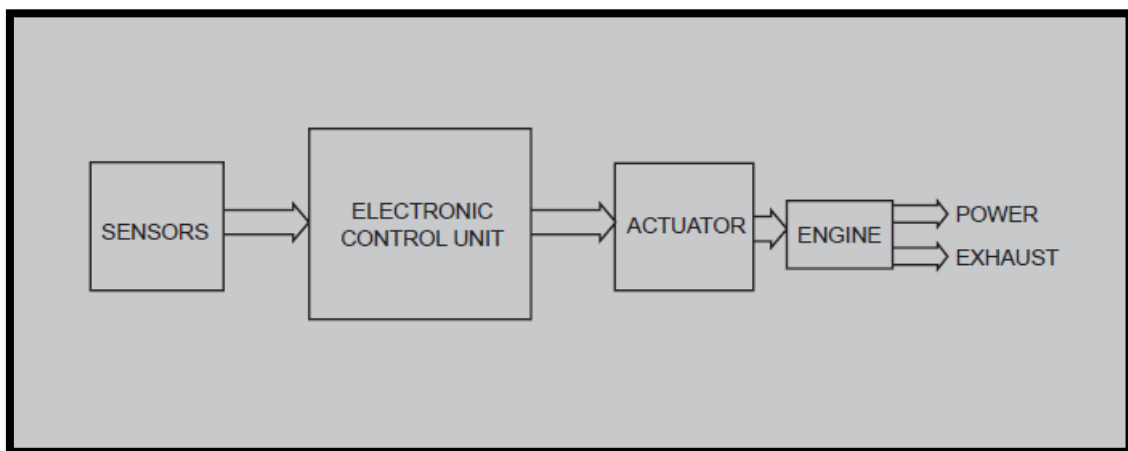 SENSORS
ELECTRONIC
CONTROL UNIT
ACTUATOR
ENGINE
POWER
EXHAUST